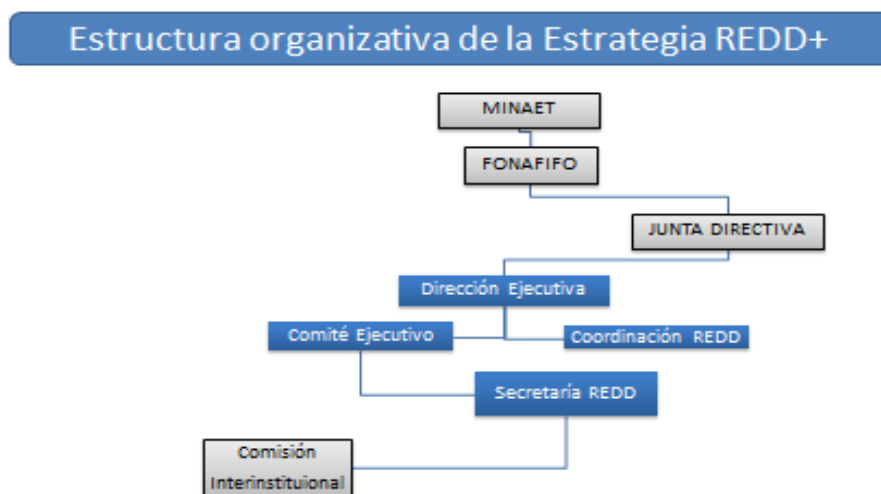 Estructura organizativa de la Estrategia REDD+
MINAET
FONAFIFO
JUNTA DIRECTIVA
Dirección Ejecutiva
Comité Ejecutivo
Coordinación REDD
Secretaría REDD
Comisión
Interinstituional